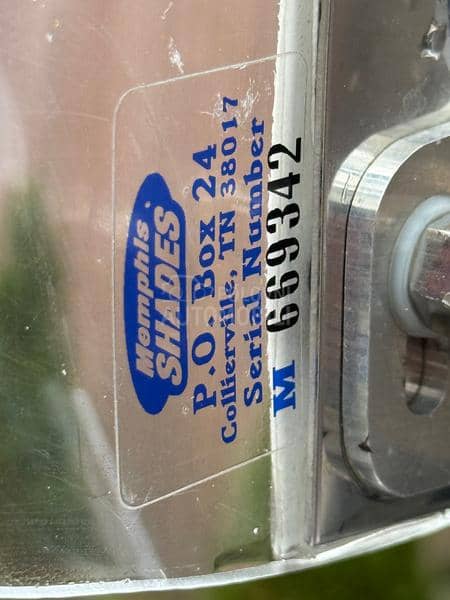 Memphis
SHADES
P.O. Box 24
Collierville, TN 38017
Serial Number
M 669342